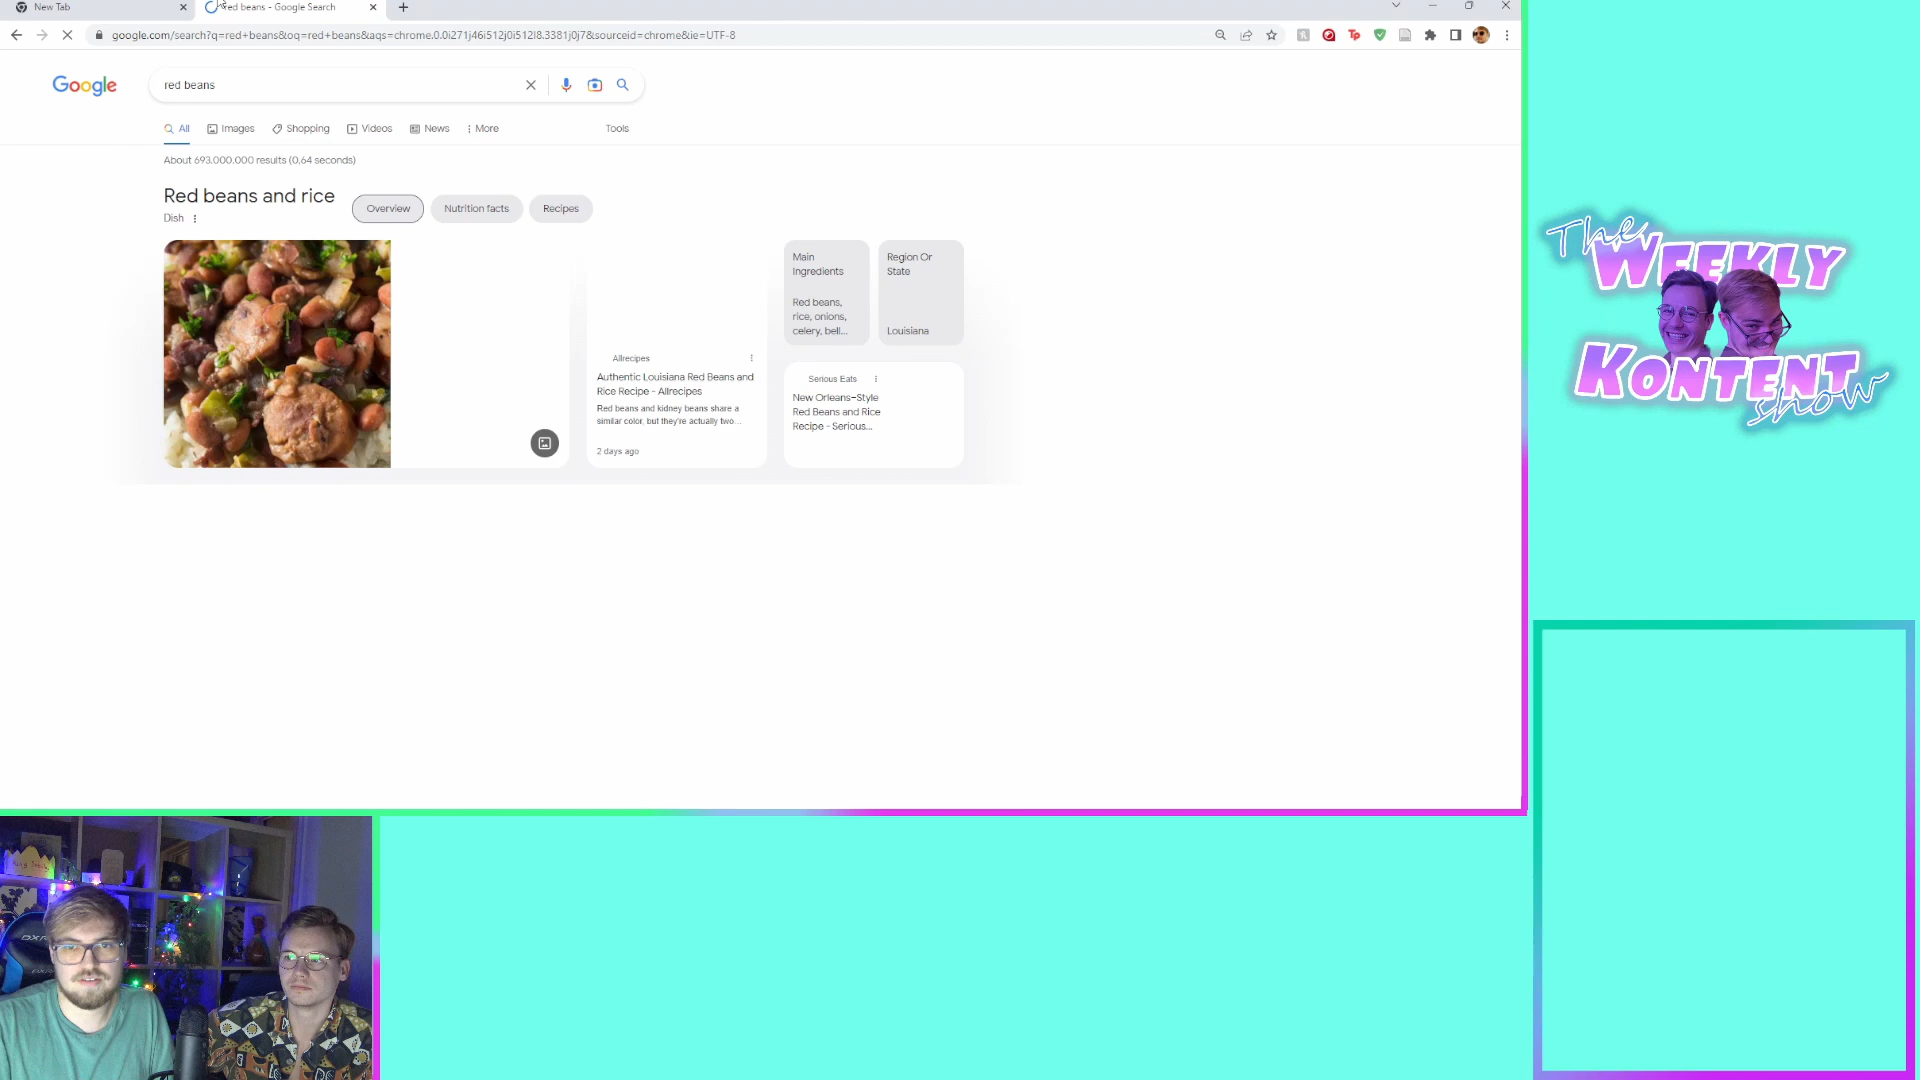 New Tab
red beans - Google Search
google.com/search?q=red+beans&oq=red+beans&aqs=chrome.0.0i271j46i512j0i512l8.3381j0j7&sourceid=chrome&ie=UTF-8
Google
red beans
All
Images
Shopping
Videos
News
More
Tools
About 693.000.000 results (0,64 seconds)
Red beans and rice
Dish
Overview
Nutrition facts
Recipes
Allrecipes
Authentic Louisiana Red Beans and
Rice Recipe - Allrecipes
Red beans and kidney beans share a
similar color, but they're actually two...
2 days ago
Main
Ingredients
Red beans,
rice, onions,
celery, bell...
Region Or
State
Louisiana
Serious Eats
New Orleans-Style
Red Beans and Rice
Recipe - Serious...
The
Weekly
Kontent
show